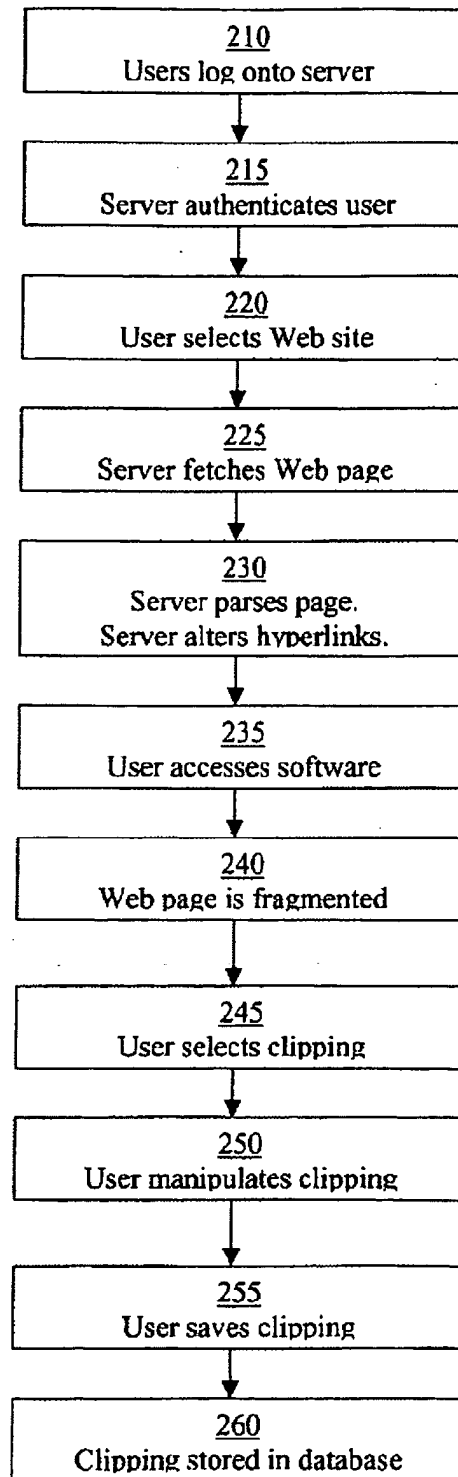 210
Users log onto server
215
Server authenticates user
220
User selects Web site
225
Server fetches Web page
230
Server parses page.
Server alters hyperlinks.
235
User accesses software
240
Web page is fragmented
245
User selects clipping
250
User manipulates clipping
255
User saves clipping
260
Clipping stored in database